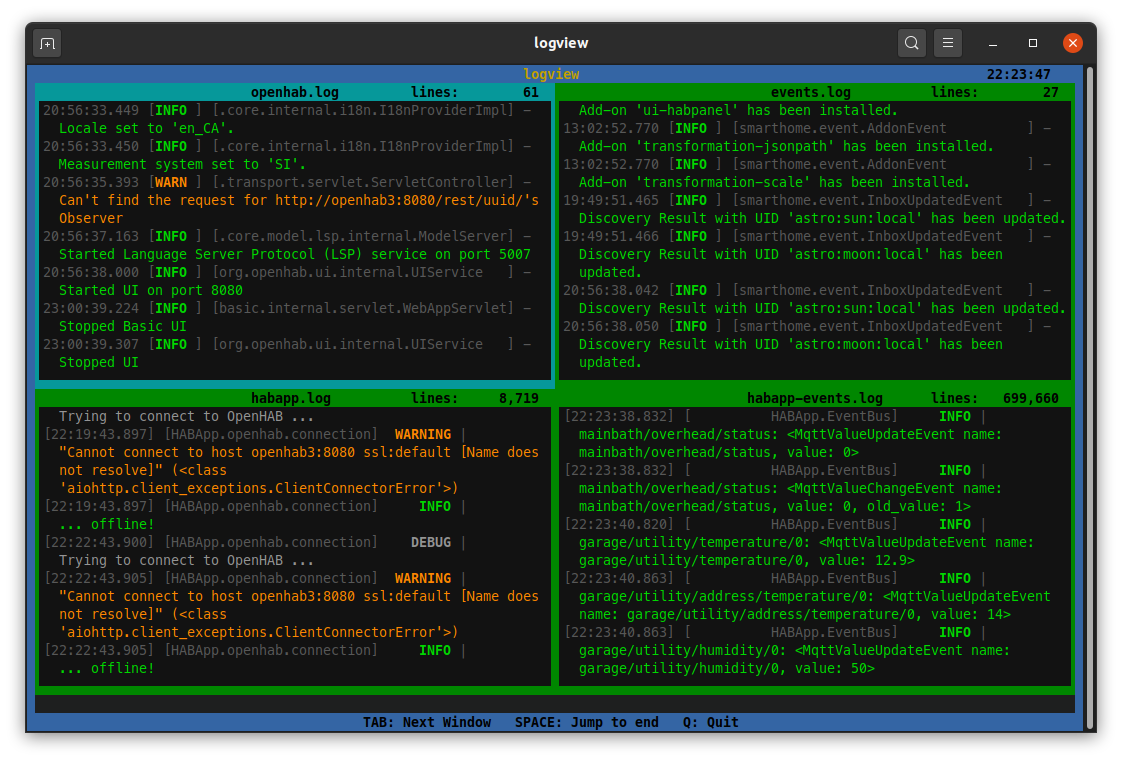 logview
logview 22:23:47
openhab.log lines: 61
20:56:33.449 [INFO ] [.core.internal.i18n.I18nProviderImpl] -
Locale set to 'en_CA'.
20:56:33.450 [INFO ] [.core.internal.i18n.I18nProviderImpl] -
Measurement system set to 'SI'.
20:56:35.393 [WARN ] [.transport.servlet.ServletController] -
Can't find the request for http://openhab3:8080/rest/uuid/'s
Observer
20:56:37.163 [INFO ] [.core.model.lsp.internal.ModelServer] -
Started Language Server Protocol (LSP) service on port 5007
20:56:38.000 [INFO ] [org.openhab.ui.internal.UIService   ] -
Started UI on port 8080
23:00:39.224 [INFO ] [basic.internal.servlet.WebAppServlet] -
Stopped Basic UI
23:00:39.307 [INFO ] [org.openhab.ui.internal.UIService   ] -
Stopped UI
events.log lines: 27
Add-on 'ui-habpanel' has been installed.
13:02:52.770 [INFO ] [smarthome.event.AddonEvent          ] -
Add-on 'transformation-jsonpath' has been installed.
13:02:52.770 [INFO ] [smarthome.event.AddonEvent          ] -
Add-on 'transformation-scale' has been installed.
19:49:51.465 [INFO ] [smarthome.event.InboxUpdatedEvent   ] -
Discovery Result with UID 'astro:sun:local' has been updated.
19:49:51.466 [INFO ] [smarthome.event.InboxUpdatedEvent   ] -
Discovery Result with UID 'astro:moon:local' has been
updated.
20:56:38.042 [INFO ] [smarthome.event.InboxUpdatedEvent   ] -
Discovery Result with UID 'astro:sun:local' has been updated.
20:56:38.050 [INFO ] [smarthome.event.InboxUpdatedEvent   ] -
Discovery Result with UID 'astro:moon:local' has been
updated.
habapp.log lines: 8,719
Trying to connect to OpenHAB ...
[22:19:43.897] [HABApp.openhab.connection]  WARNING |
"Cannot connect to host openhab3:8080 ssl:default [Name does
not resolve]" (<class
'aiohttp.client_exceptions.ClientConnectorError'>)
[22:19:43.897] [HABApp.openhab.connection]     INFO |
... offline!
[22:22:43.900] [HABApp.openhab.connection]    DEBUG |
Trying to connect to OpenHAB ...
[22:22:43.905] [HABApp.openhab.connection]  WARNING |
"Cannot connect to host openhab3:8080 ssl:default [Name does
not resolve]" (<class
'aiohttp.client_exceptions.ClientConnectorError'>)
[22:22:43.905] [HABApp.openhab.connection]     INFO |
... offline!
habapp-events.log lines: 699,660
[22:23:38.832] [          HABApp.EventBus]     INFO |
mainbath/overhead/status: <MqttValueUpdateEvent name:
mainbath/overhead/status, value: 0>
[22:23:38.832] [          HABApp.EventBus]     INFO |
mainbath/overhead/status: <MqttValueChangeEvent name:
mainbath/overhead/status, value: 0, old_value: 1>
[22:23:40.820] [          HABApp.EventBus]     INFO |
garage/utility/temperature/0: <MqttValueUpdateEvent name:
garage/utility/temperature/0, value: 12.9>
[22:23:40.863] [          HABApp.EventBus]     INFO |
garage/utility/address/temperature/0: <MqttValueUpdateEvent
name: garage/utility/address/temperature/0, value: 14>
[22:23:40.863] [          HABApp.EventBus]     INFO |
garage/utility/humidity/0: <MqttValueUpdateEvent name:
garage/utility/humidity/0, value: 50>
TAB: Next Window   SPACE: Jump to end   Q: Quit